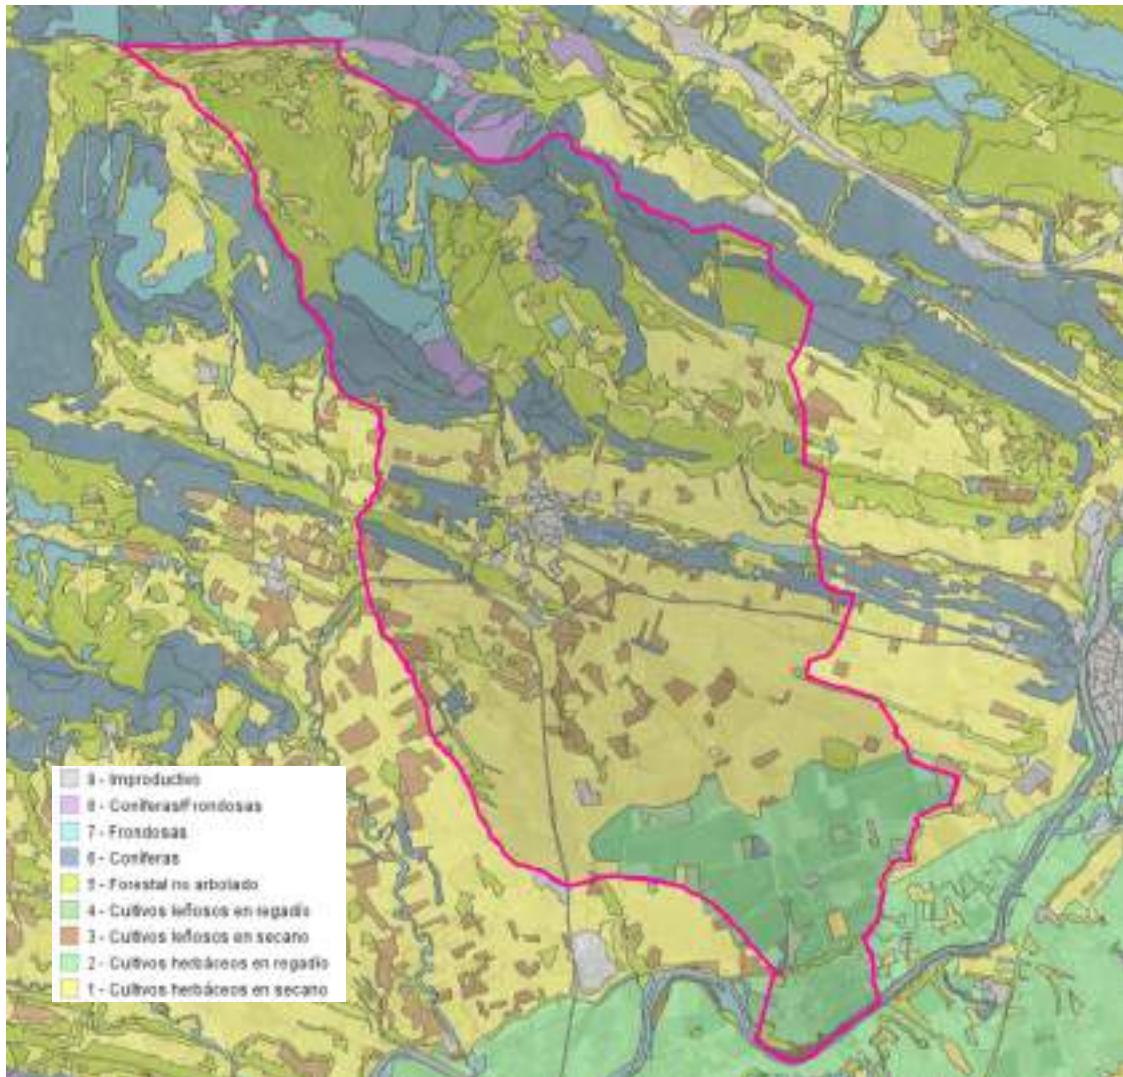 9 - Improductivo
8 - Coníferas/Frondosas
7 - Frondosas
6 - Coníferas
5 - Forestal no arbolado
4 - Cultivos leñosos en regadío
3 - Cultivos leñosos en secano
2 - Cultivos herbáceos en regadío
1 - Cultivos herbáceos en secano